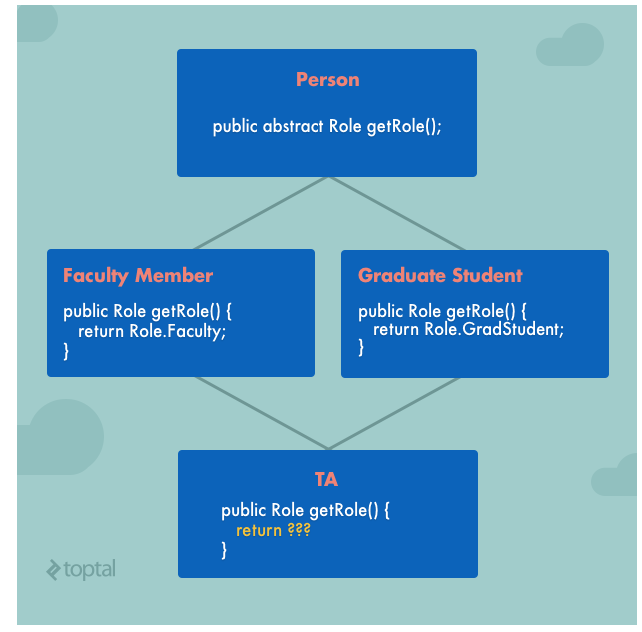 Person
public abstract Role getRole();
Faculty Member
public Role getRole() {
return Role.Faculty;
}
Graduate Student
public Role getRole() {
return Role.GradStudent;
}
TA
public Role getRole() {
return ???
}
toptal